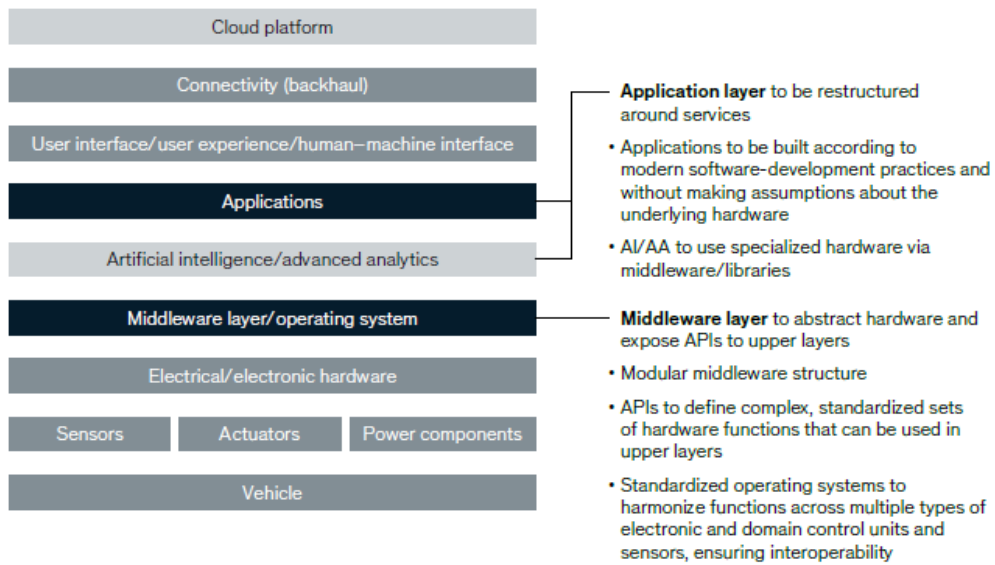 Cloud platform
Connectivity (backhaul)
User interface/user experience/human–machine interface
Applications
Artificial intelligence/advanced analytics
Middleware layer/operating system
Electrical/electronic hardware
Sensors
Actuators
Power components
Vehicle
Application layer to be restructured
around services
• Applications to be built according to
modern software-development practices and
without making assumptions about the
underlying hardware
• AI/AA to use specialized hardware via
middleware/libraries
Middleware layer to abstract hardware and
expose APIs to upper layers
• Modular middleware structure
• APIs to define complex, standardized sets
of hardware functions that can be used in
upper layers
• Standardized operating systems to
harmonize functions across multiple types of
electronic and domain control units and
sensors, ensuring interoperability